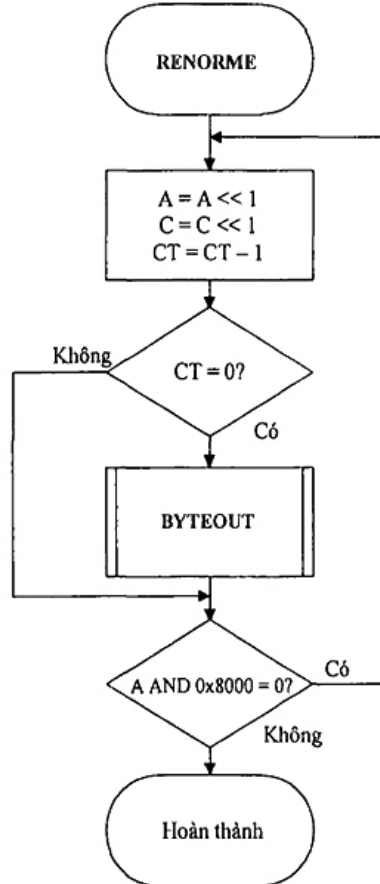 RENORME
A = A << 1
C = C << 1
CT = CT – 1
Không
CT = 0?
Có
BYTEOUT
A AND 0x8000 = 0?
Có
Không
Hoàn thành